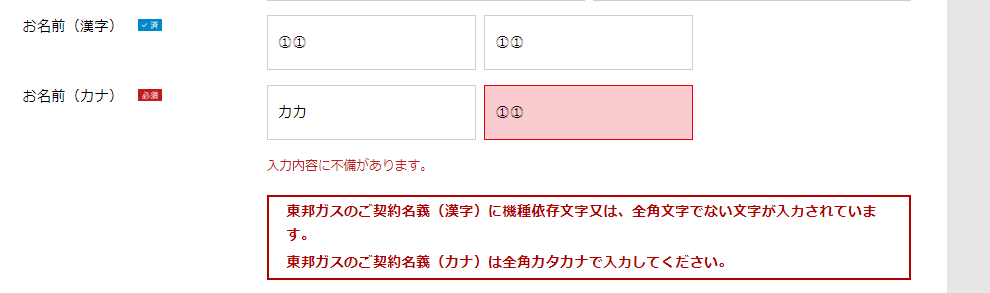 お名前（漢字） ✓済 ①① ①①
お名前（カナ） 必須 カカ ①①
入力内容に不備があります。
東邦ガスのご契約名義（漢字）に機種依存文字又は、全角文字でない文字が入力されていま
す。
東邦ガスのご契約名義（カナ）は全角カタカナで入力してください。